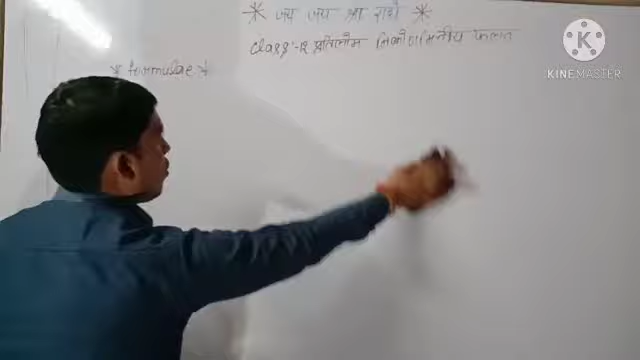 * जय जय श्री राधे *
Class:-12 प्रतिलोम त्रिकोणमितीय फलन
* formulae *
KINEMASTER